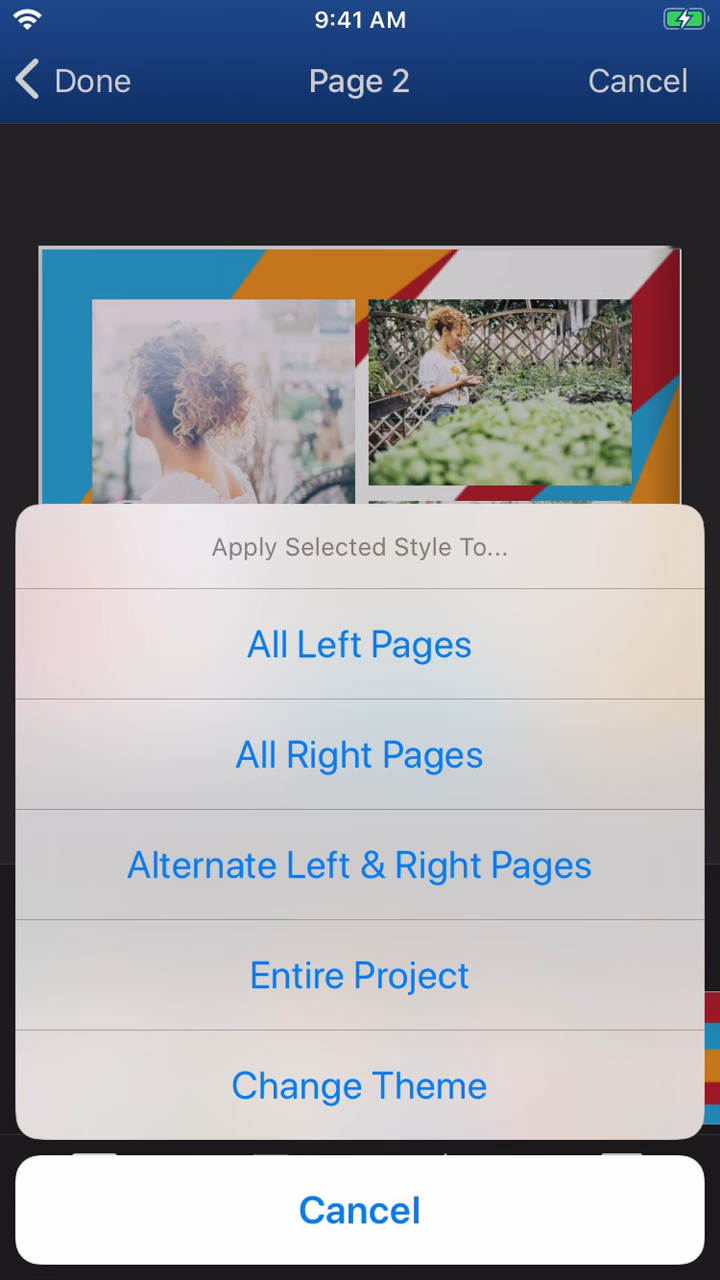 9:41 AM
Done
Page 2
Cancel
Apply Selected Style To...
All Left Pages
All Right Pages
Alternate Left & Right Pages
Entire Project
Change Theme
Cancel